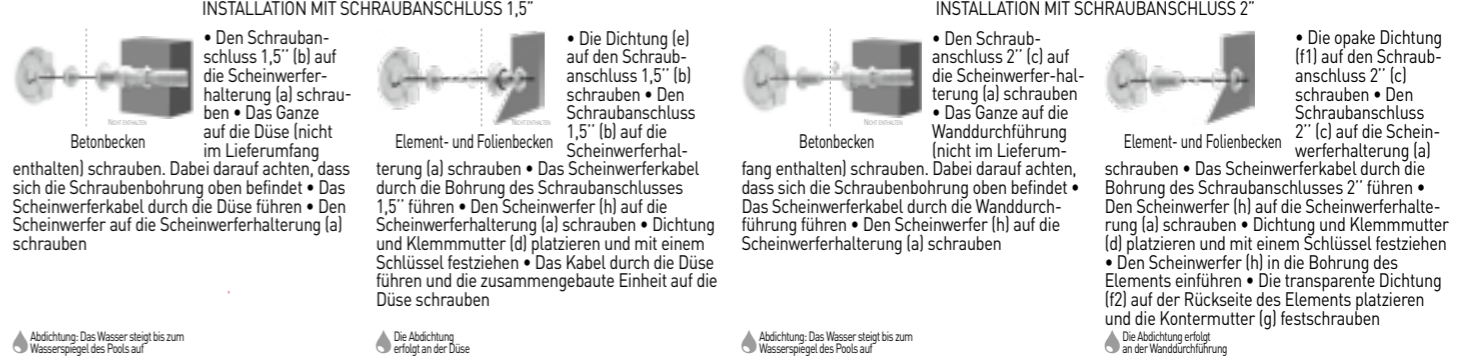 INSTALLATION MIT SCHRAUBANSCHLUSS 1,5”
• Den Schrauban-
schluss 1,5’’ (b) auf
die Scheinwerfer-
halterung (a) schrau-
ben • Das Ganze
auf die Düse (nicht
im Lieferumfang
NICHT ENTHALTEN
Betonbecken
enthalten) schrauben. Dabei darauf achten, dass
sich die Schraubenbohrung oben befindet • Das
Scheinwerferkabel durch die Düse führen • Den
Scheinwerfer auf die Scheinwerferhalterung (a)
schrauben
Abdichtung: Das Wasser steigt bis zum
Wasserspiegel des Pools auf
• Die Dichtung (e)
auf den Schraub-
anschluss 1,5’’ (b)
schrauben • Den
Schraubanschluss
1,5’’ (b) auf die
Scheinwerferhal-
NICHT ENTHALTEN
Element- und Folienbecken
terung (a) schrauben • Das Scheinwerferkabel
durch die Bohrung des Schraubanschlusses
1,5’’ führen • Den Scheinwerfer (h) auf die
Scheinwerferhalterung (a) schrauben • Dichtung
und Klemmmutter (d) platzieren und mit einem
Schlüssel festziehen • Das Kabel durch die Düse
führen und die zusammengebaute Einheit auf die
Düse schrauben
Die Abdichtung
erfolgt an der Düse
INSTALLATION MIT SCHRAUBANSCHLUSS 2”
• Den Schraub-
anschluss 2’’ (c) auf
die Scheinwerfer-hal-
terung (a) schrauben
• Das Ganze auf die
Wanddurchführung
(nicht im Lieferum-
NICHT ENTHALTEN
Betonbecken
fang enthalten) schrauben. Dabei darauf achten,
dass sich die Schraubenbohrung oben befindet •
Das Scheinwerferkabel durch die Wanddurch-
führung führen • Den Scheinwerfer (h) auf die
Scheinwerferhalterung (a) schrauben
Abdichtung: Das Wasser steigt bis zum
Wasserspiegel des Pools auf
• Die opake Dichtung
(f1) auf den Schraub-
anschluss 2’’ (c)
schrauben • Den
Schraubanschluss
2’’ (c) auf die Schein-
werferhalterung (a)
NICHT ENTHALTEN
Element- und Folienbecken
schrauben • Das Scheinwerferkabel durch die
Bohrung des Schraubanschlusses 2’’ führen •
Den Scheinwerfer (h) auf die Scheinwerferhalte-
rung (a) schrauben • Dichtung und Klemmmutter
(d) platzieren und mit einem Schlüssel festziehen
• Den Scheinwerfer (h) in die Bohrung des
Elements einführen • Die transparente Dichtung
(f2) auf der Rückseite des Elements platzieren
und die Kontermutter (g) festschrauben
Die Abdichtung erfolgt
an der Wanddurchführung